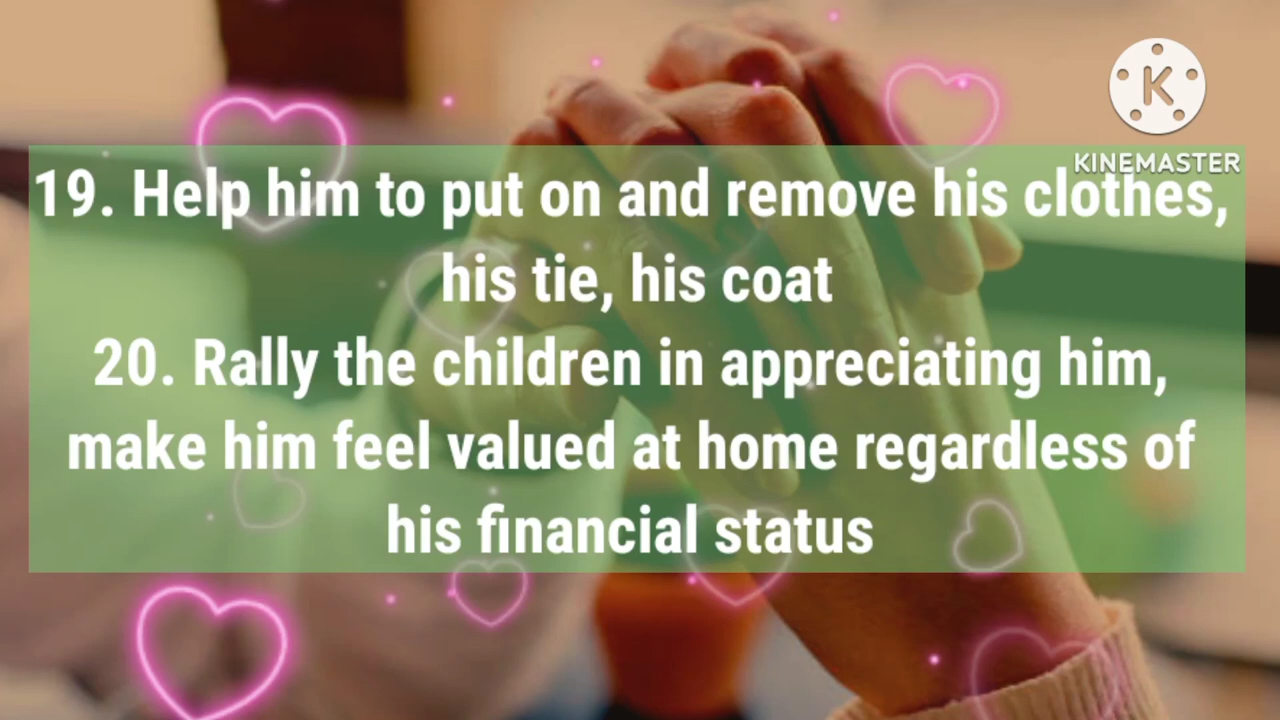 K
KINEMASTER
19. Help him to put on and remove his clothes,
his tie, his coat
20. Rally the children in appreciating him,
make him feel valued at home regardless of
his financial status